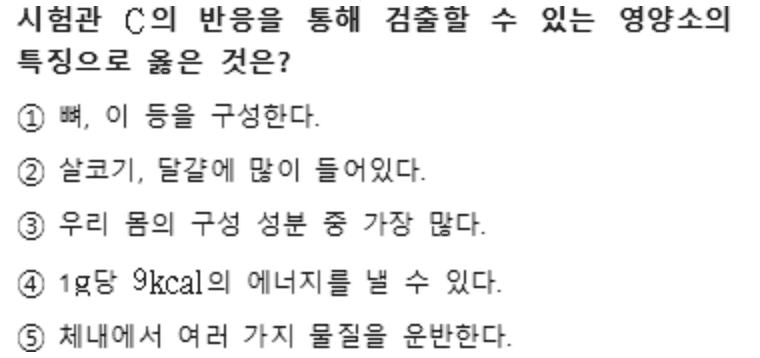 시험관 C의 반응을 통해 검출할 수 있는 영양소의
특징으로 옳은 것은?
① 뼈, 이 등을 구성한다.
② 살코기, 달걀에 많이 들어있다.
③ 우리 몸의 구성 성분 중 가장 많다.
④ 1g당 9kcal의 에너지를 낼 수 있다.
⑤ 체내에서 여러 가지 물질을 운반한다.